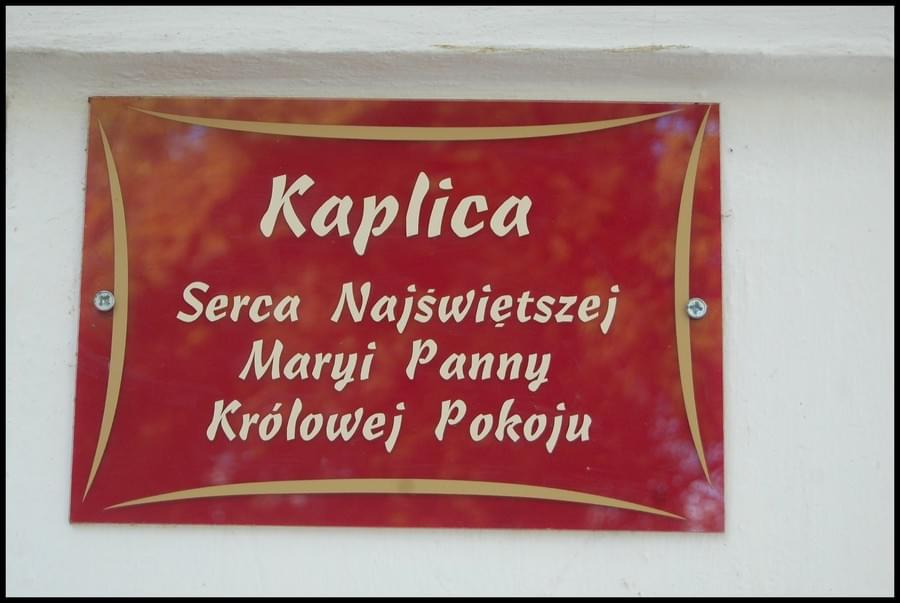 Kaplica
Serca Najświętszej
Maryi Panny
Królowej Pokoju